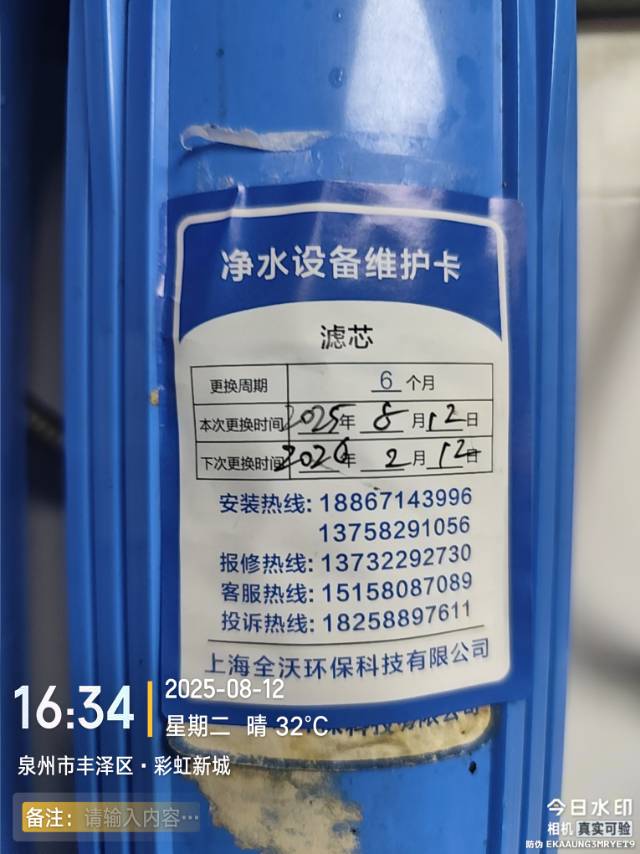 净水设备维护卡
滤芯
更换周期 6 个月
本次更换时间 2025年 8 月 12 日
下次更换时间 2026年 2 月 12 日
安装热线: 18867143996
13758291056
报修热线: 13732292730
客服热线: 15158087089
投诉热线: 18258897611
上海全沃环保科技有限公司
16:34
2025-08-12
星期二 晴 32°C
泉州市丰泽区·彩虹新城
备注: 请输入内容…
今日水印
相机 真实可验
防伪 EKAAUNG3MRYET9